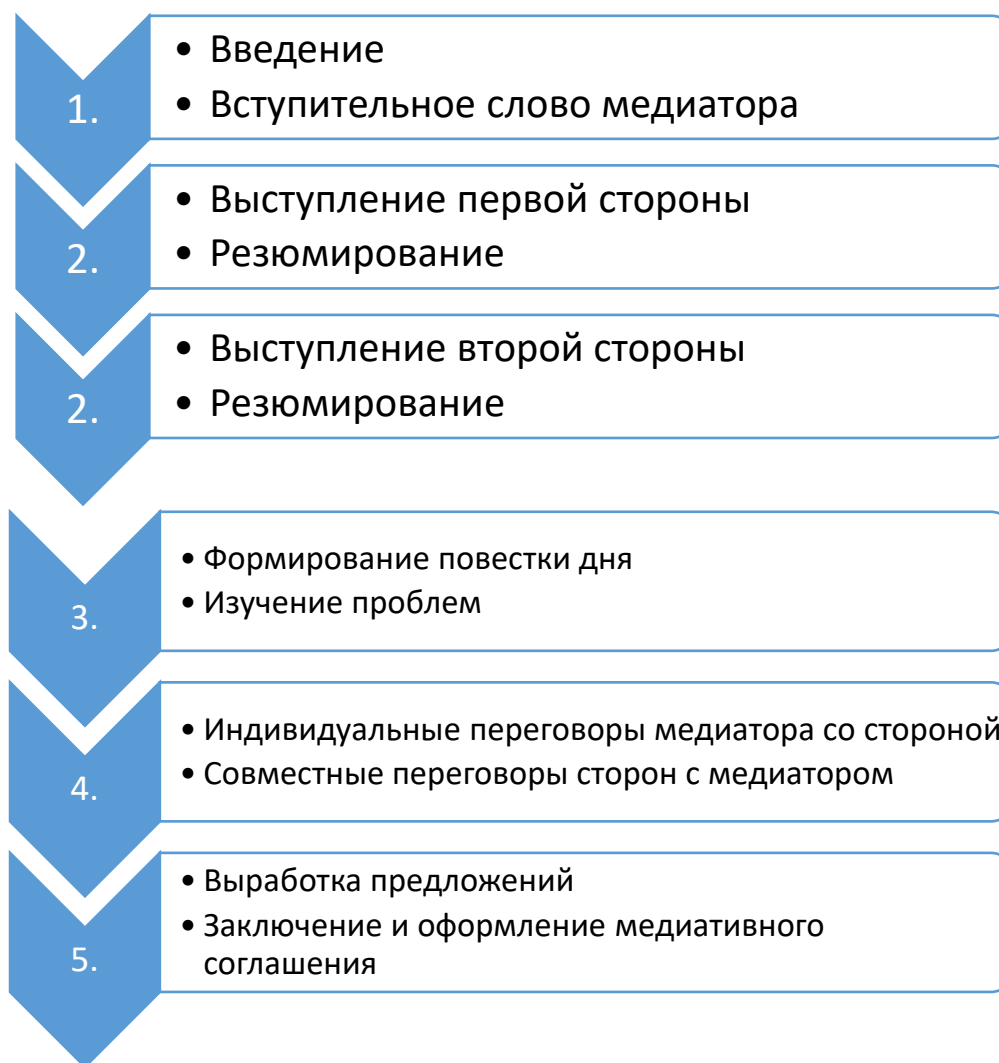 1.
• Введение
• Вступительное слово медиатора
2.
• Выступление первой стороны
• Резюмирование
2.
• Выступление второй стороны
• Резюмирование
3.
• Формирование повестки дня
• Изучение проблем
4.
• Индивидуальные переговоры медиатора со стороной
• Совместные переговоры сторон с медиатором
5.
• Выработка предложений
• Заключение и оформление медиативного
соглашения